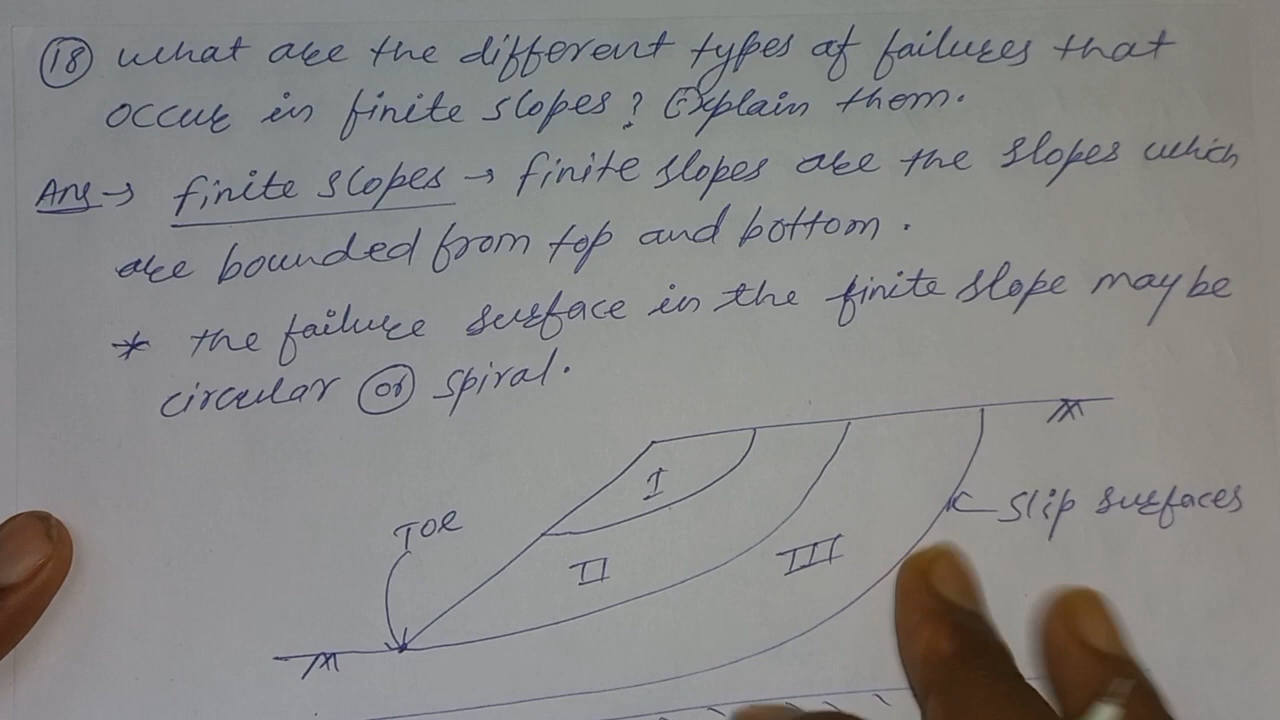 18 what are the different types of failures that
occur in finite slopes? Explain them.
Ans → finite slopes → finite slopes are the slopes which
are bounded from top and bottom.
* the failure surface in the finite slope may be
circular or spiral.
I
TOe
← slip surfaces
II
III